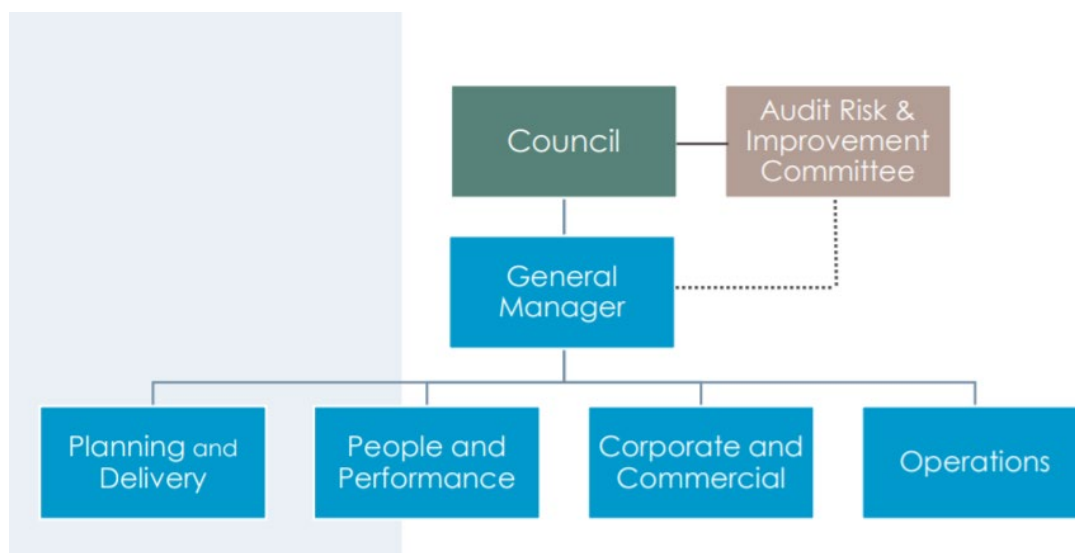 Council
Audit Risk &
Improvement
Committee
General
Manager
Planning and
Delivery
People and
Performance
Corporate and
Commercial
Operations